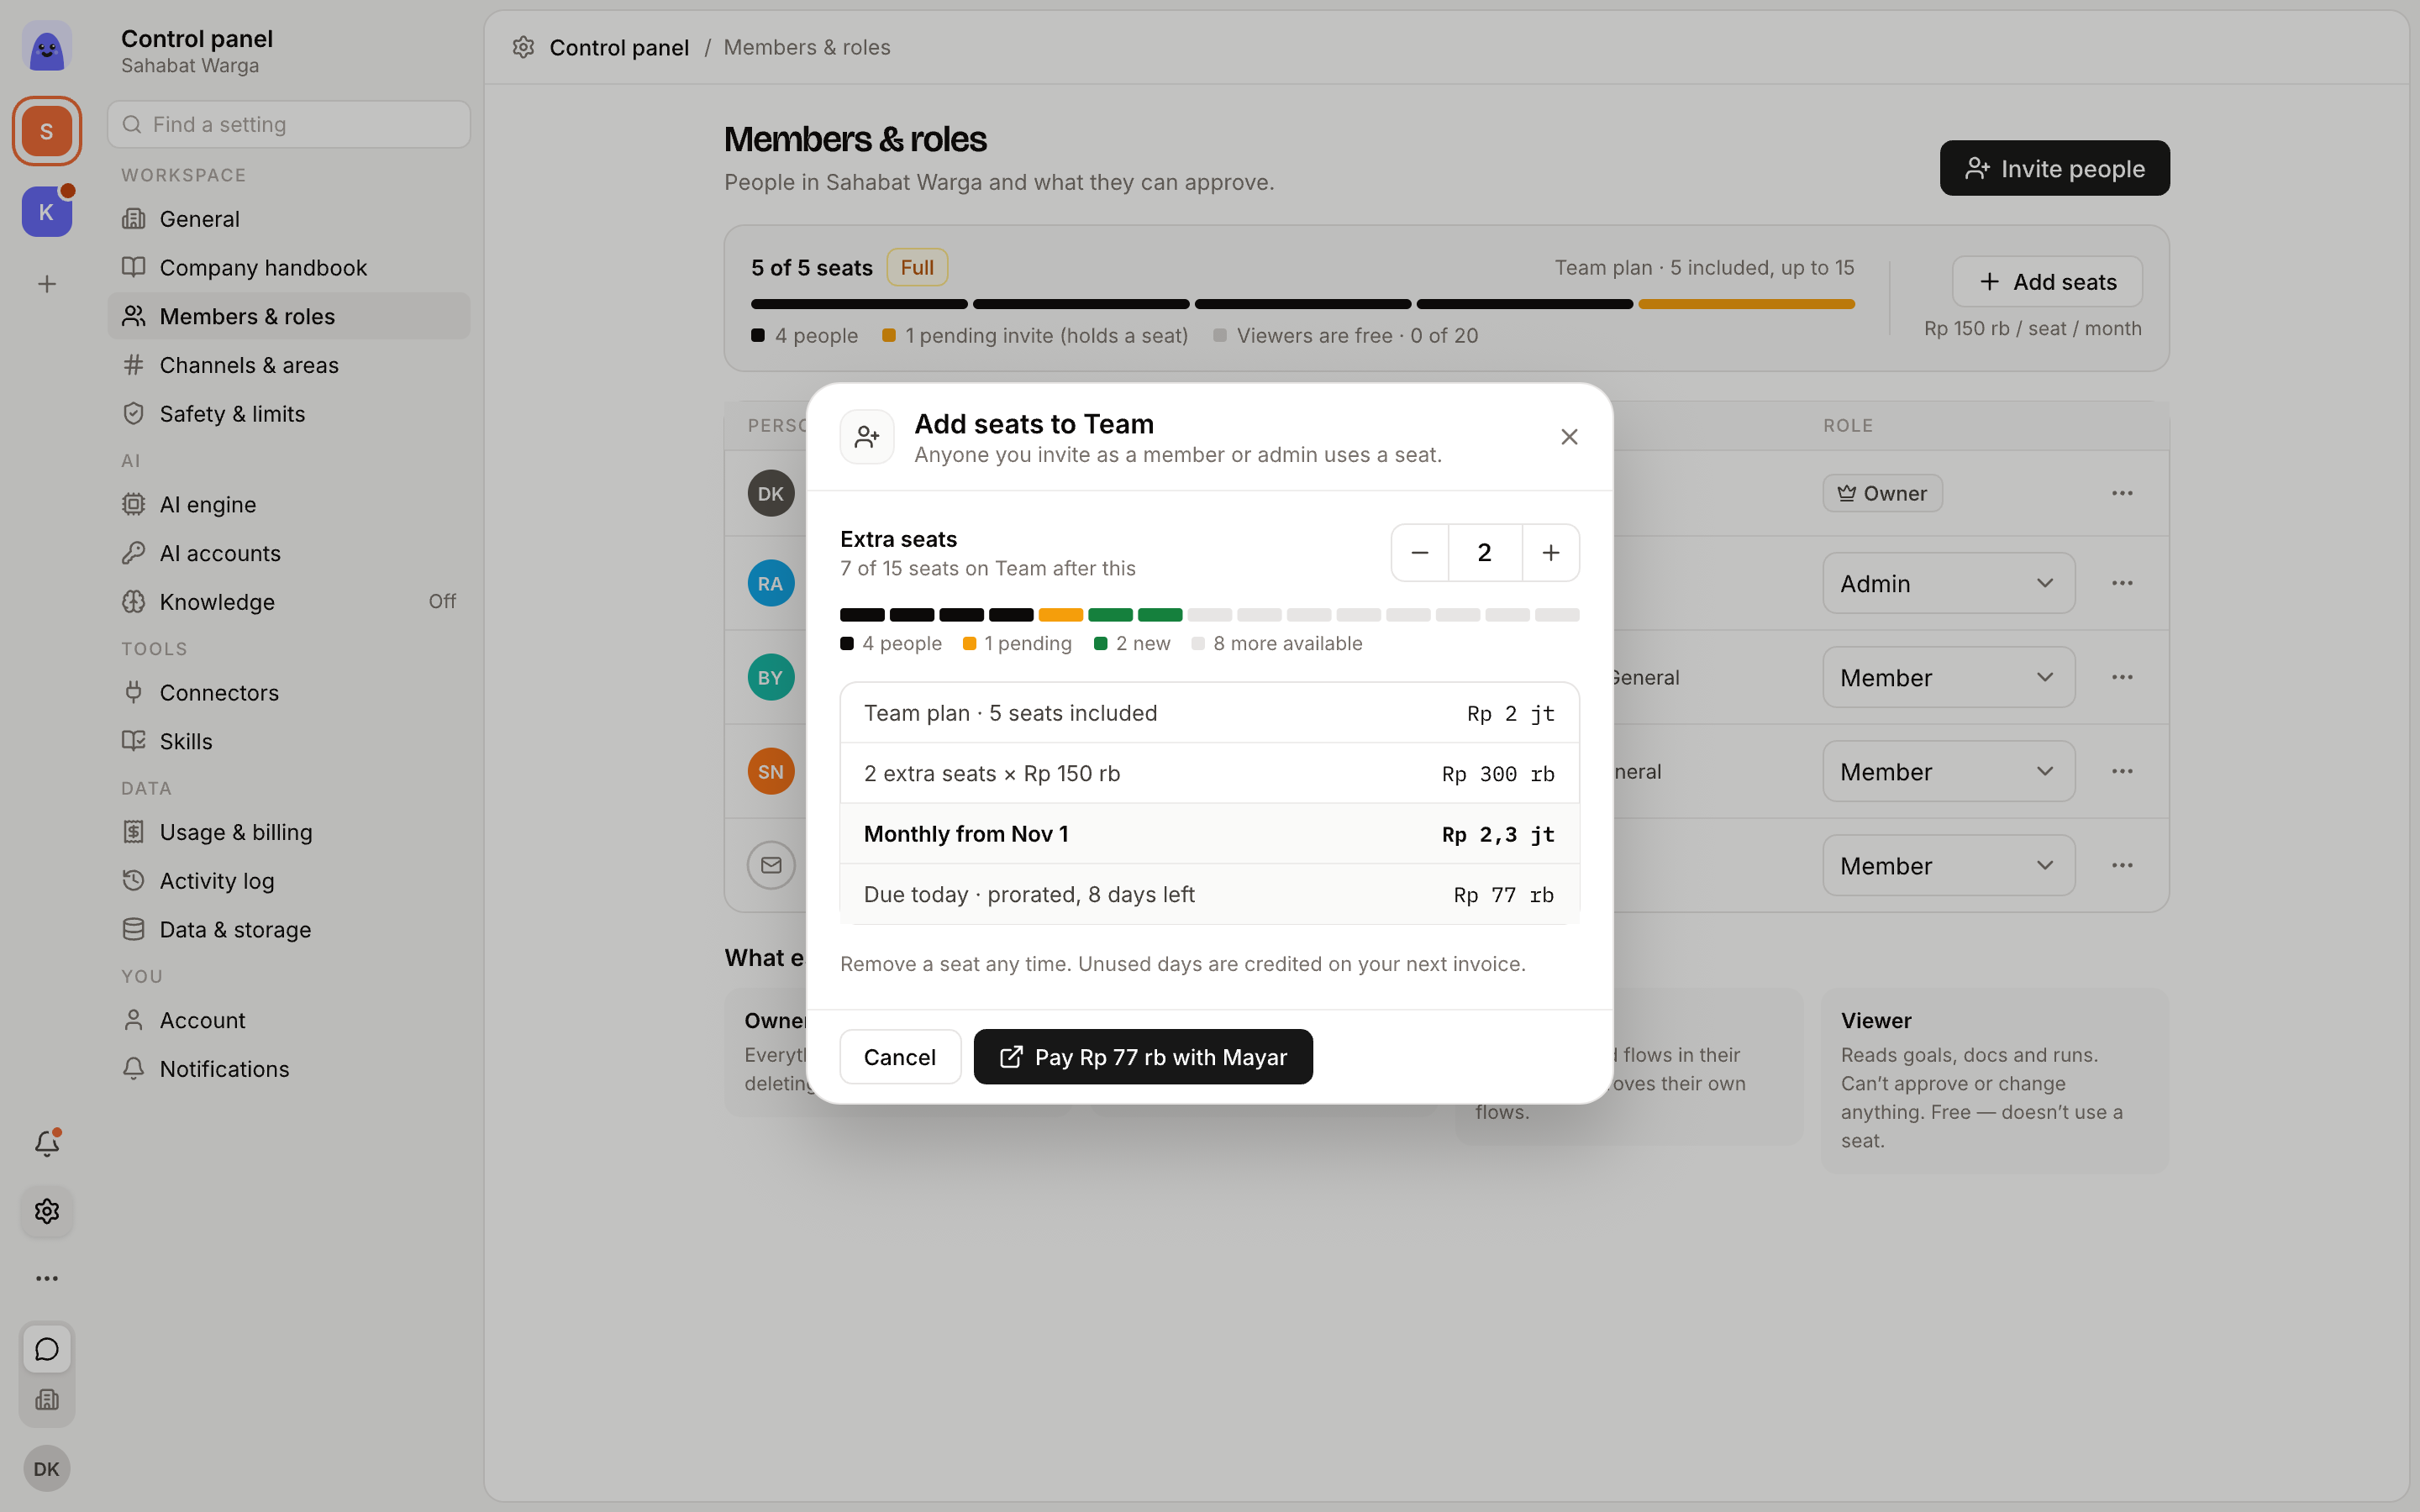 Control panel
Sahabat Warga
S
K
Find a setting
WORKSPACE
General
Company handbook
Members & roles
Channels & areas
Safety & limits
AI
AI engine
AI accounts
Knowledge Off
TOOLS
Connectors
Skills
DATA
Usage & billing
Activity log
Data & storage
YOU
Account
Notifications
DK
Control panel / Members & roles
Members & roles
People in Sahabat Warga and what they can approve.
Invite people
5 of 5 seats Full
Team plan · 5 included, up to 15
4 people 1 pending invite (holds a seat) Viewers are free · 0 of 20
Add seats
Rp 150 rb / seat / month
ROLE
DK Owner
RA Admin
BY Member
SN Member
Member
Add seats to Team
Anyone you invite as a member or admin uses a seat.
Extra seats
7 of 15 seats on Team after this
2
4 people 1 pending 2 new 8 more available
Team plan · 5 seats included Rp 2 jt
2 extra seats × Rp 150 rb Rp 300 rb
Monthly from Nov 1 Rp 2,3 jt
Due today · prorated, 8 days left Rp 77 rb
Remove a seat any time. Unused days are credited on your next invoice.
Cancel
Pay Rp 77 rb with Mayar
What
flows in their
their own
flows.
Viewer
Reads goals, docs and runs.
Can't approve or change
anything. Free — doesn't use a
seat.